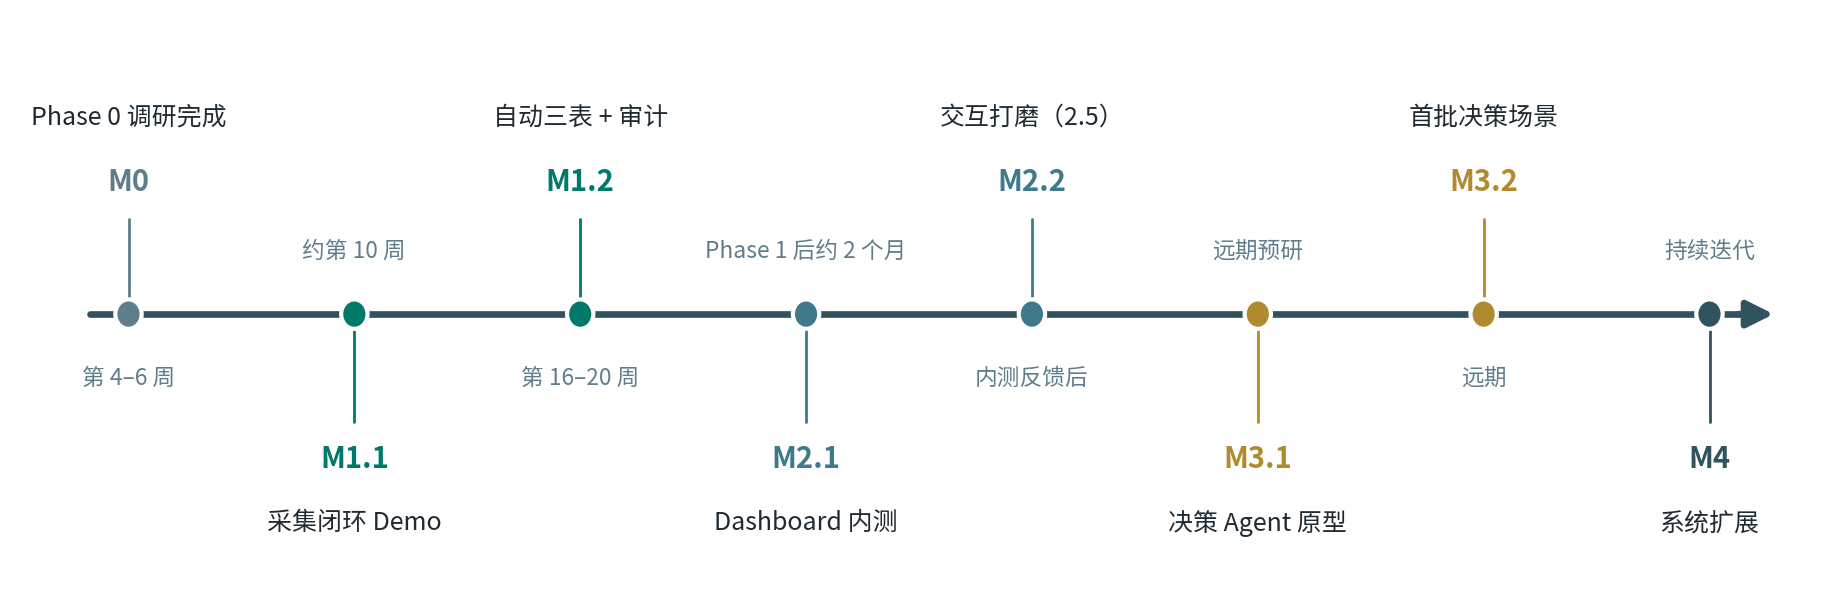 Phase 0 调研完成
M0
第 4–6 周
约第 10 周
M1.1
采集闭环 Demo
自动三表 + 审计
M1.2
第 16–20 周
Phase 1 后约 2 个月
M2.1
Dashboard 内测
交互打磨（2.5）
M2.2
内测反馈后
远期预研
M3.1
决策 Agent 原型
首批决策场景
M3.2
远期
持续迭代
M4
系统扩展